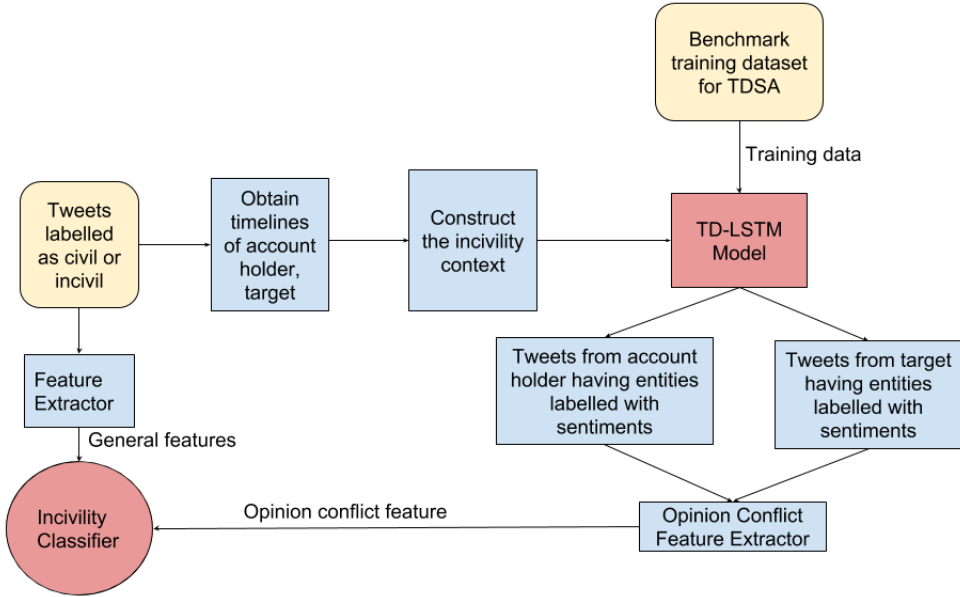 Benchmark
training dataset
for TDSA
Training data
Tweets
labelled
as civil or
incivil
Obtain
timelines
of account
holder,
target
Construct
the incivility
context
TD-LSTM
Model
Tweets from account
holder having entities
labelled with
sentiments
Tweets from target
having entities
labelled with
sentiments
Feature
Extractor
General features
Incivility
Classifier
Opinion conflict feature
Opinion Conflict
Feature Extractor